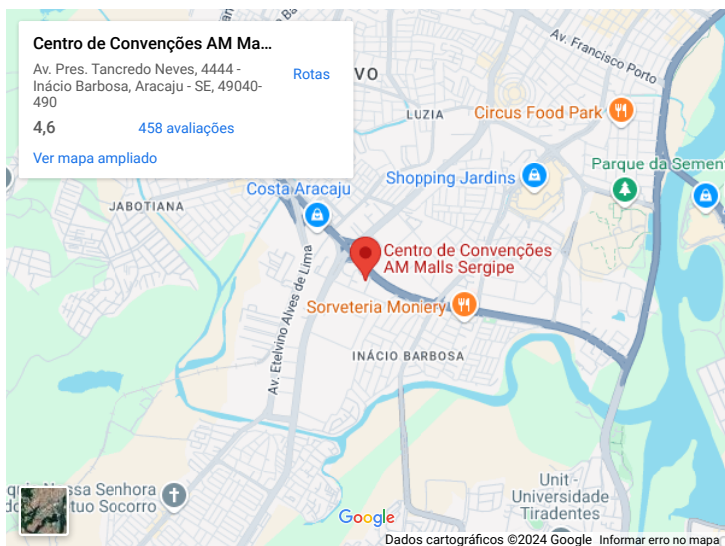 Centro de Convenções AM Ma...
Av. Pres. Tancredo Neves, 4444 -
Inácio Barbosa, Aracaju - SE, 49040-
490
Rotas
4,6
458 avaliações
Ver mapa ampliado
VO
Av. Francisco Porto
LUZIA
Circus Food Park
Parque da Sement
Shopping Jardins
Costa Aracaju
JABOTIANA
Centro de Convenções
AM Malls Sergipe
Av. Etelvino Alves de Lima
Sorveteria Moniery
INÁCIO BARBOSA
Nossa Senhora
Socorro
Unit -
Universidade
Tiradentes
Google
Dados cartográficos ©2024 Google
Informar erro no mapa